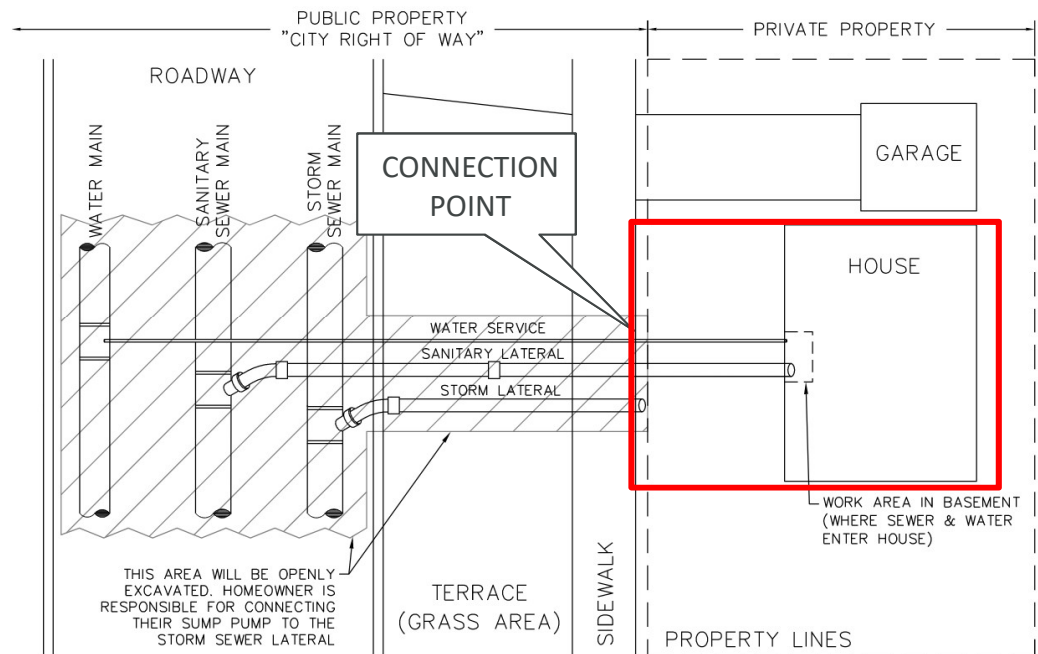 PUBLIC PROPERTY
"CITY RIGHT OF WAY"
PRIVATE PROPERTY
ROADWAY
WATER MAIN
SANITARY
SEWER MAIN
STORM
SEWER MAIN
CONNECTION
POINT
GARAGE
HOUSE
WATER SERVICE
SANITARY LATERAL
STORM LATERAL
WORK AREA IN BASEMENT
(WHERE SEWER & WATER
ENTER HOUSE)
THIS AREA WILL BE OPENLY
EXCAVATED. HOMEOWNER IS
RESPONSIBLE FOR CONNECTING
THEIR SUMP PUMP TO THE
STORM SEWER LATERAL
TERRACE
(GRASS AREA)
SIDEWALK
PROPERTY LINES